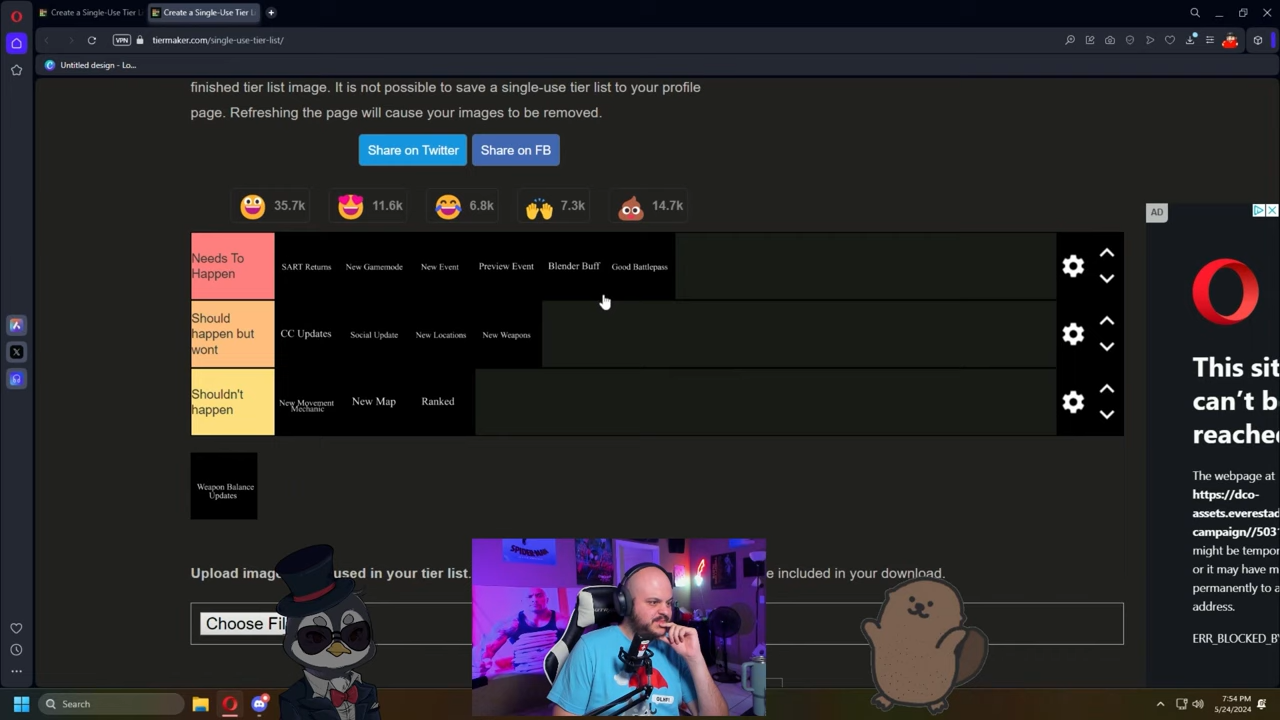 Create a Single-Use Tier Li
Create a Single-Use Tier Li
VPN
tiermaker.com/single-use-tier-list/
Untitled design - Lo...
finished tier list image. It is not possible to save a single-use tier list to your profile
page. Refreshing the page will cause your images to be removed.
Share on Twitter
Share on FB
35.7k
11.6k
6.8k
7.3k
14.7k
AD
Needs To
Happen
SART Returns
New Gamemode
New Event
Preview Event
Blender Buff
Good Battlepass
Should
happen but
wont
CC Updates
Social Update
New Locations
New Weapons
Shouldn't
happen
New Movement
Mechanic
New Map
Ranked
This sit
can't b
reache
The webpage at
https://dco-
assets.everestad
campaign//503
might be tempor
or it may have m
permanently to a
address.
ERR_BLOCKED_B
Weapon Balance
Updates
Upload imag
used in your tier list.
e included in your download.
Choose Fil
SPIDERMAN
Search
7:54 PM
5/24/2024